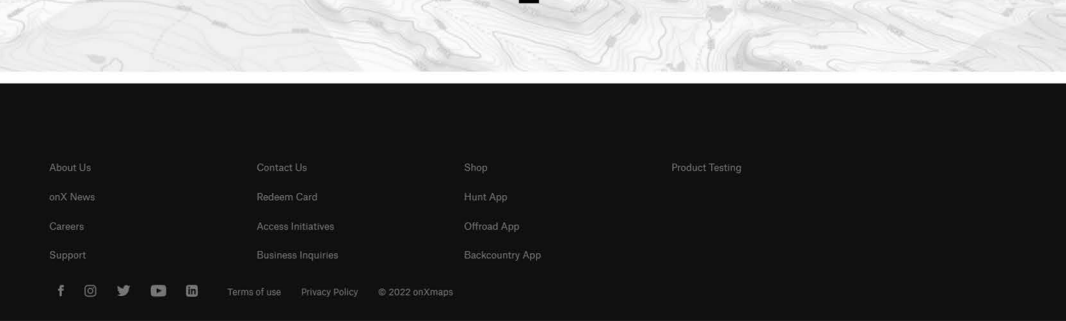 About Us
Contact Us
Shop
Product Testing
onX News
Redeem Card
Hunt App
Careers
Access Initiatives
Offroad App
Support
Business Inquiries
Backcountry App
Terms of use
Privacy Policy
© 2022 onXmaps